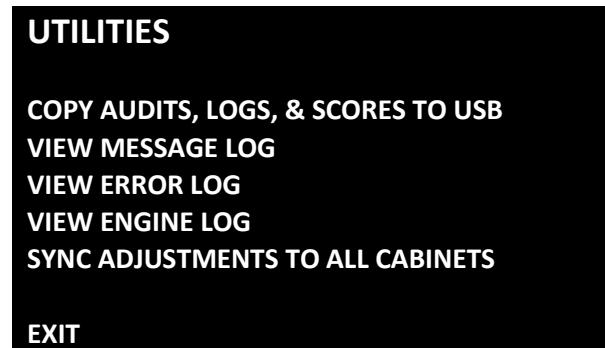 UTILITIES
COPY AUDITS, LOGS, & SCORES TO USB
VIEW MESSAGE LOG
VIEW ERROR LOG
VIEW ENGINE LOG
SYNC ADJUSTMENTS TO ALL CABINETS
EXIT